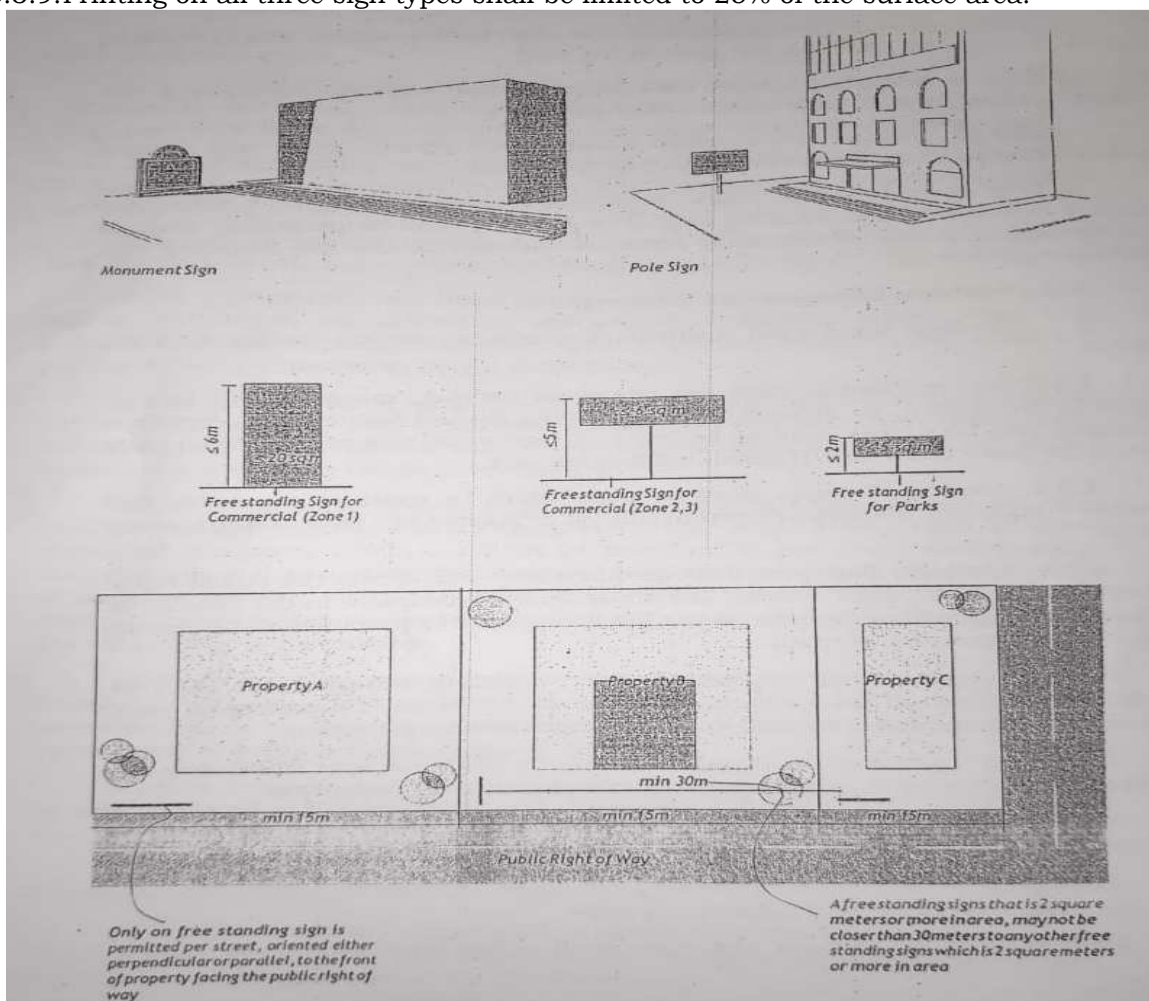 Printing on all three sign types shall be limited to 20% of the surface area.
Monument Sign
Pole Sign
≤6m
≤5m
≤2m
Free standing Sign for
Commercial (Zone 1)
Free standing Sign for
Commercial (Zone 2,3)
Free standing Sign
for Parks
Property A
Property B
Property C
min 30m
min 15m
min 15m
min 15m
Public Right of Way
Only on free standing sign is
permitted per street, oriented either
perpendicular or parallel, to the front
of property facing the public right of
way
A free standing signs that is 2 square
meters or more in area, may not be
closer than 30 meters to any other free
standing signs which is 2 square meters
or more in area